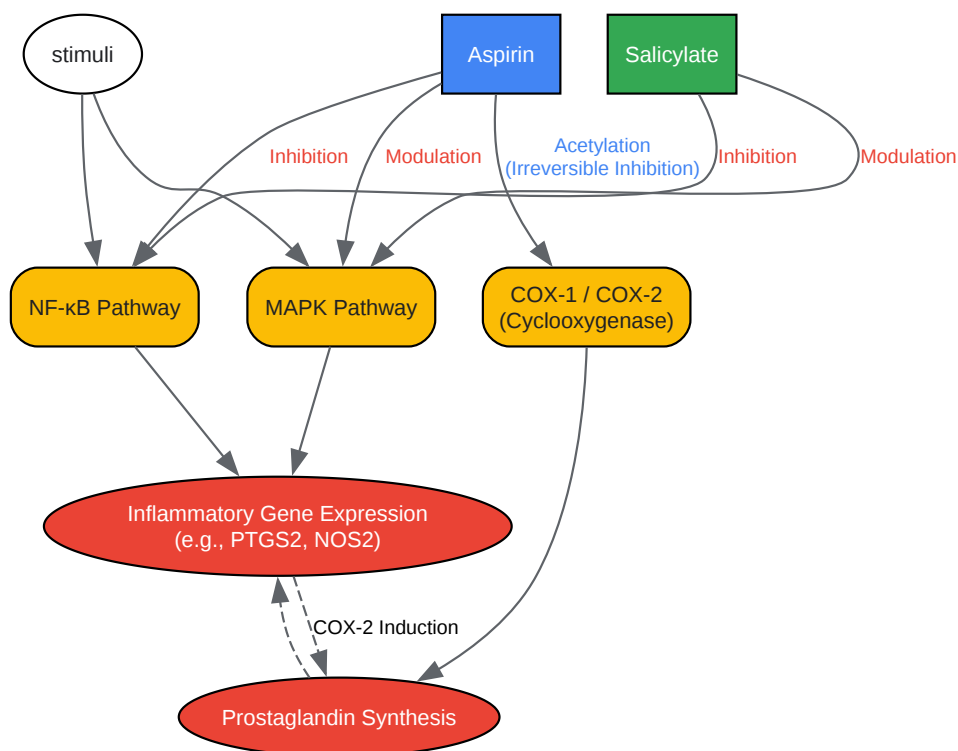 stimuli
Aspirin
Salicylate
Inhibition
Modulation
Acetylation
(Irreversible Inhibition)
Inhibition
Modulation
NF-κB Pathway
MAPK Pathway
COX-1 / COX-2
(Cyclooxygenase)
Inflammatory Gene Expression
(e.g., PTGS2, NOS2)
COX-2 Induction
Prostaglandin Synthesis